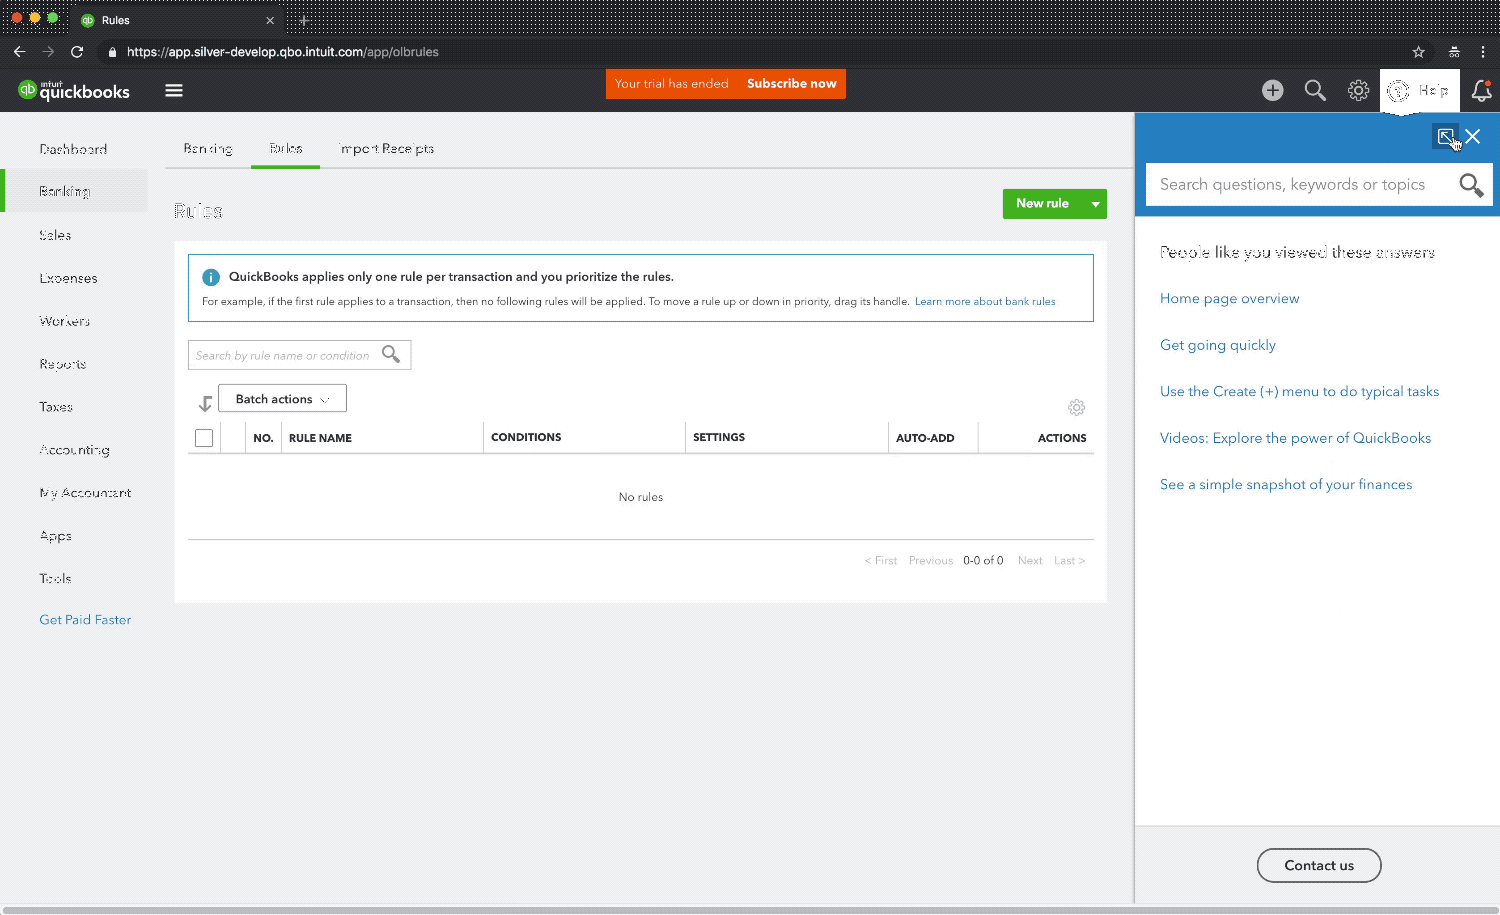 Rules
https://app.silver-develop.qbo.intuit.com/app/olbrules
qb intuit quickbooks
Your trial has ended Subscribe now
Help
Dashboard
Banking
Sales
Expenses
Workers
Reports
Taxes
Accounting
My Accountant
Apps
Tools
Get Paid Faster
Banking Rules Import Receipts
Rules
New rule
QuickBooks applies only one rule per transaction and you prioritize the rules.
For example, if the first rule applies to a transaction, then no following rules will be applied. To move a rule up or down in priority, drag its handle. Learn more about bank rules
Search by rule name or condition
Batch actions
NO. RULE NAME CONDITIONS SETTINGS AUTO-ADD ACTIONS
No rules
< First Previous 0-0 of 0 Next Last >
Search questions, keywords or topics
People like you viewed these answers
Home page overview
Get going quickly
Use the Create (+) menu to do typical tasks
Videos: Explore the power of QuickBooks
See a simple snapshot of your finances
Contact us